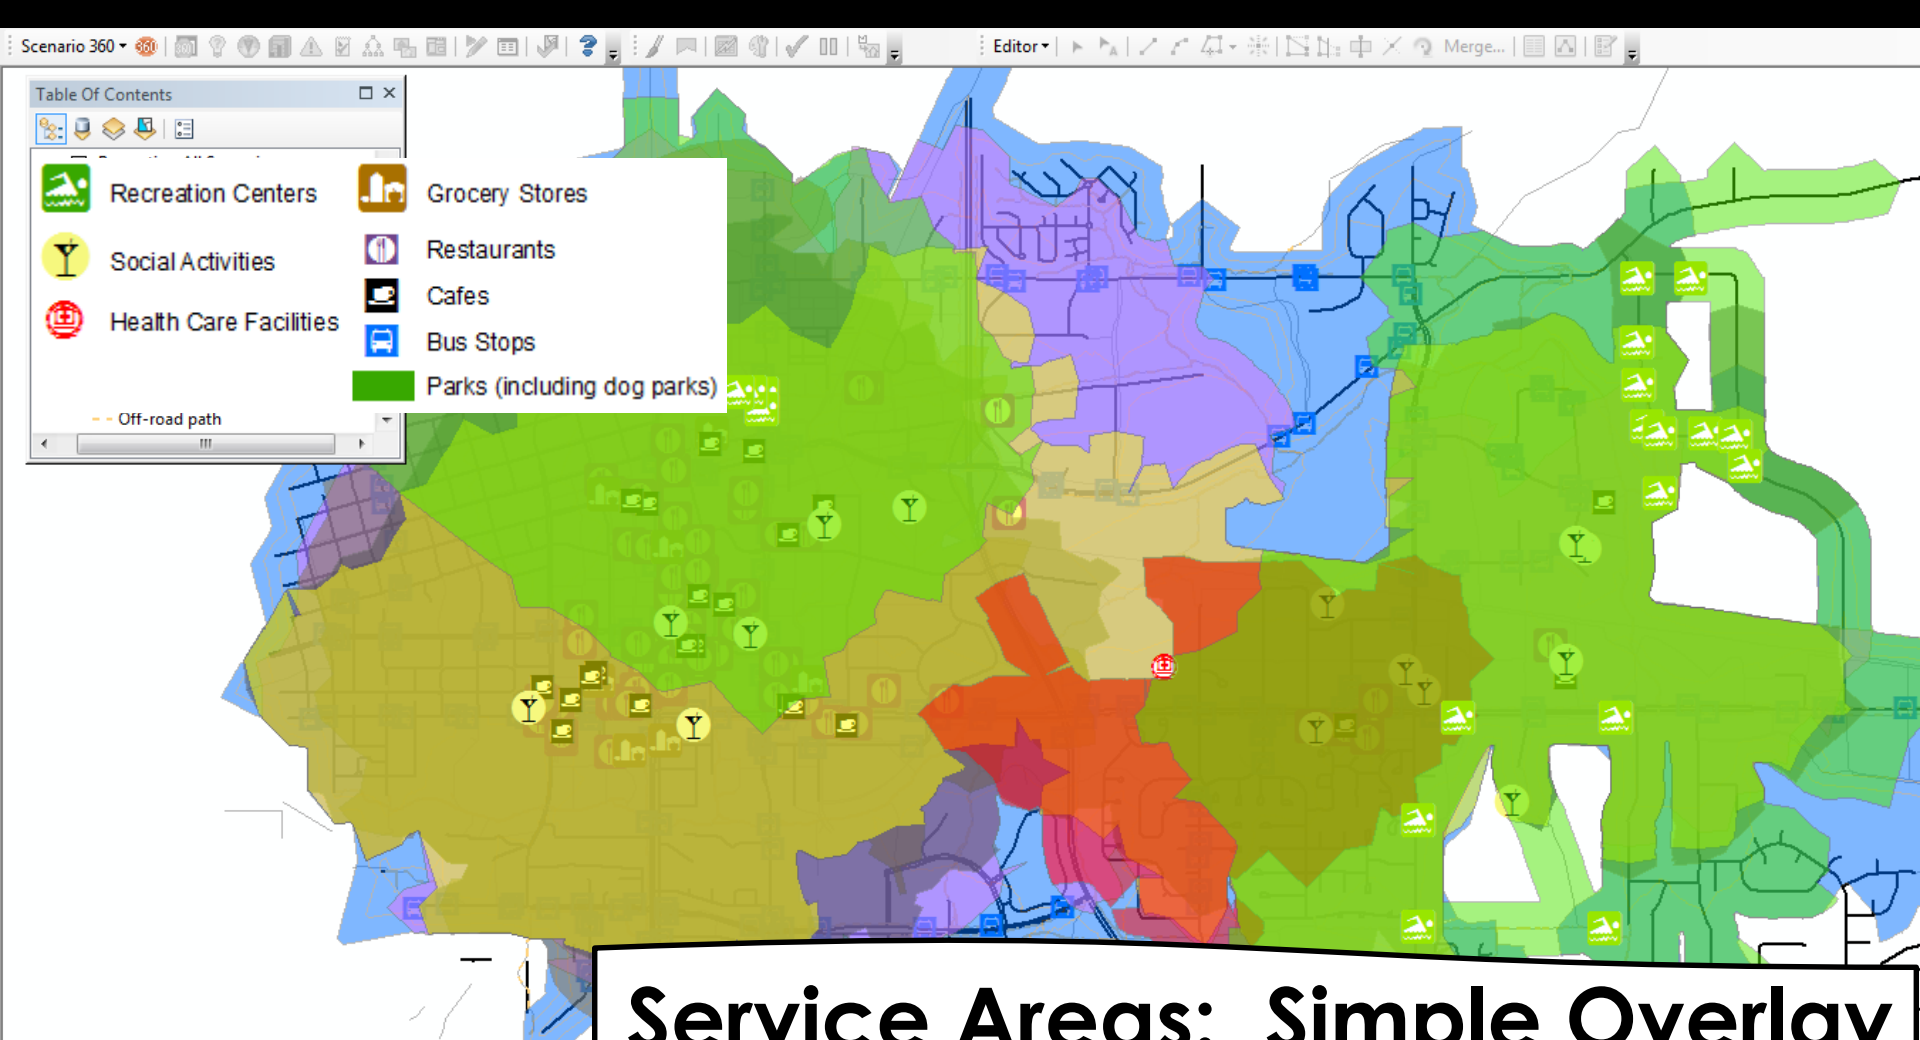 Scenario 360
360
Editor
Merge...
Table Of Contents
Recreation Centers
Grocery Stores
Social Activities
Restaurants
Health Care Facilities
Cafes
Bus Stops
Parks (including dog parks)
Off-road path
Service Areas: Simple Overlay